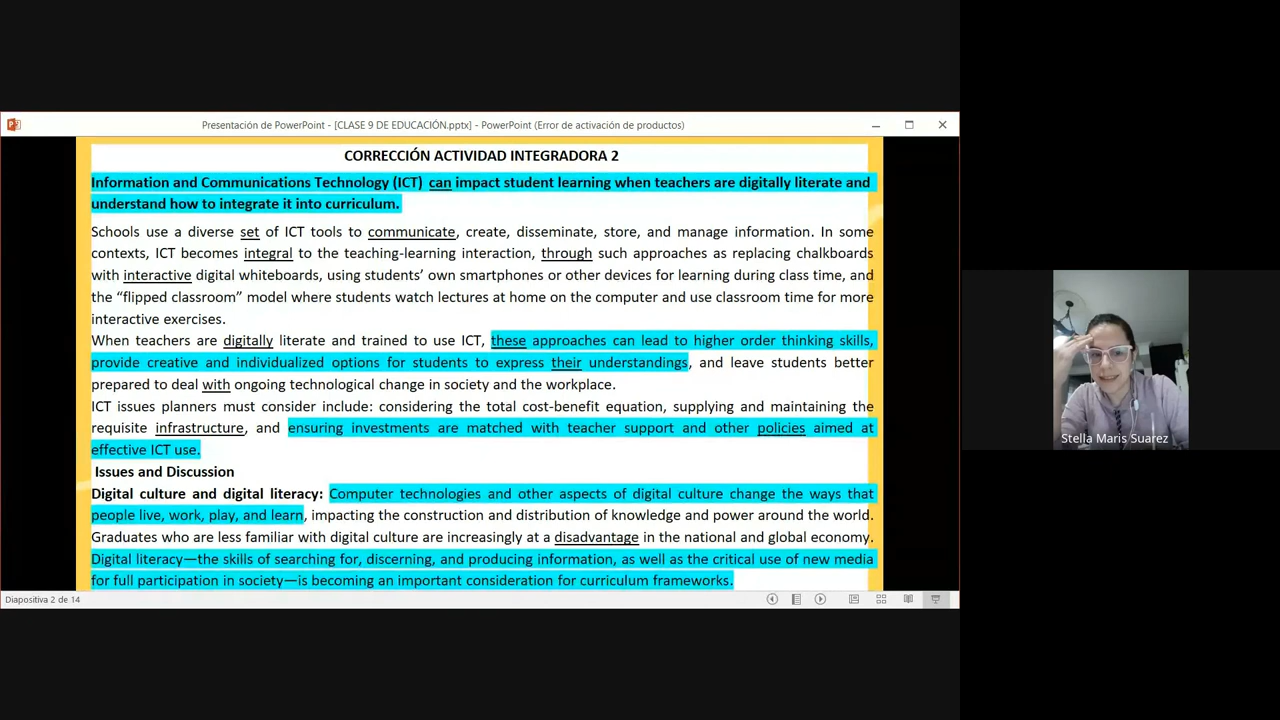 Presentación de PowerPoint - [CLASE 9 DE EDUCACIÓN.pptx] - PowerPoint (Error de activación de productos)
CORRECCIÓN ACTIVIDAD INTEGRADORA 2
Information and Communications Technology (ICT) can impact student learning when teachers are digitally literate and
understand how to integrate it into curriculum.
Schools use a diverse set of ICT tools to communicate, create, disseminate, store, and manage information. In some
contexts, ICT becomes integral to the teaching-learning interaction, through such approaches as replacing chalkboards
with interactive digital whiteboards, using students’ own smartphones or other devices for learning during class time, and
the “flipped classroom” model where students watch lectures at home on the computer and use classroom time for more
interactive exercises.
When teachers are digitally literate and trained to use ICT, these approaches can lead to higher order thinking skills,
provide creative and individualized options for students to express their understandings, and leave students better
prepared to deal with ongoing technological change in society and the workplace.
ICT issues planners must consider include: considering the total cost-benefit equation, supplying and maintaining the
requisite infrastructure, and ensuring investments are matched with teacher support and other policies aimed at
effective ICT use.
Issues and Discussion
Digital culture and digital literacy: Computer technologies and other aspects of digital culture change the ways that
people live, work, play, and learn, impacting the construction and distribution of knowledge and power around the world.
Graduates who are less familiar with digital culture are increasingly at a disadvantage in the national and global economy.
Digital literacy—the skills of searching for, discerning, and producing information, as well as the critical use of new media
for full participation in society—is becoming an important consideration for curriculum frameworks.
Diapositiva 2 de 14
Stella Maris Suarez